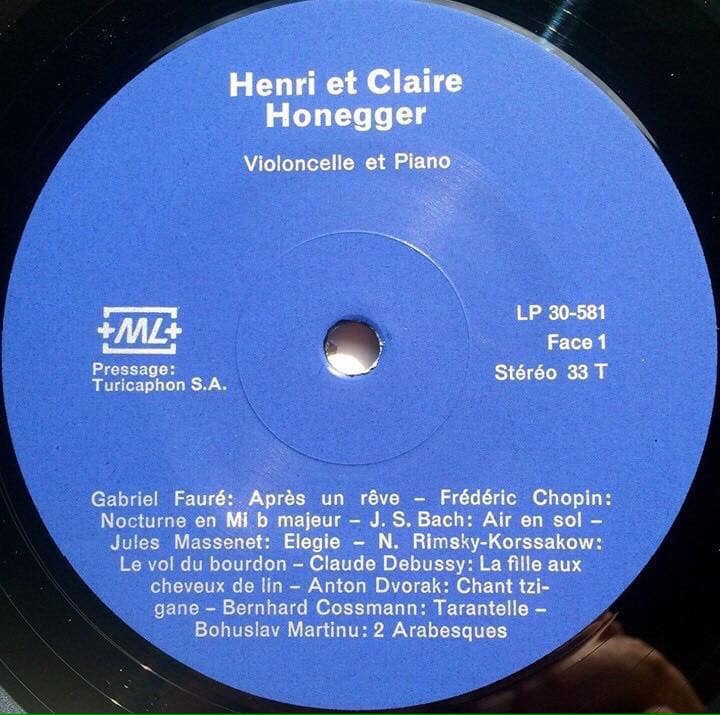 Henri et Claire
Honegger
Violoncelle et Piano
+ML+
Pressage:
Turicaphon S.A.
LP 30-581
Face 1
Stéréo 33 T
Gabriel Fauré: Après un rêve – Frédéric Chopin:
Nocturne en Mi b majeur – J. S. Bach: Air en sol –
Jules Massenet: Elegie – N. Rimsky-Korssakow:
Le vol du bourdon – Claude Debussy: La fille aux
cheveux de lin – Anton Dvorak: Chant tzi-
gane – Bernhard Cossmann: Tarantelle –
Bohuslav Martinu: 2 Arabesques